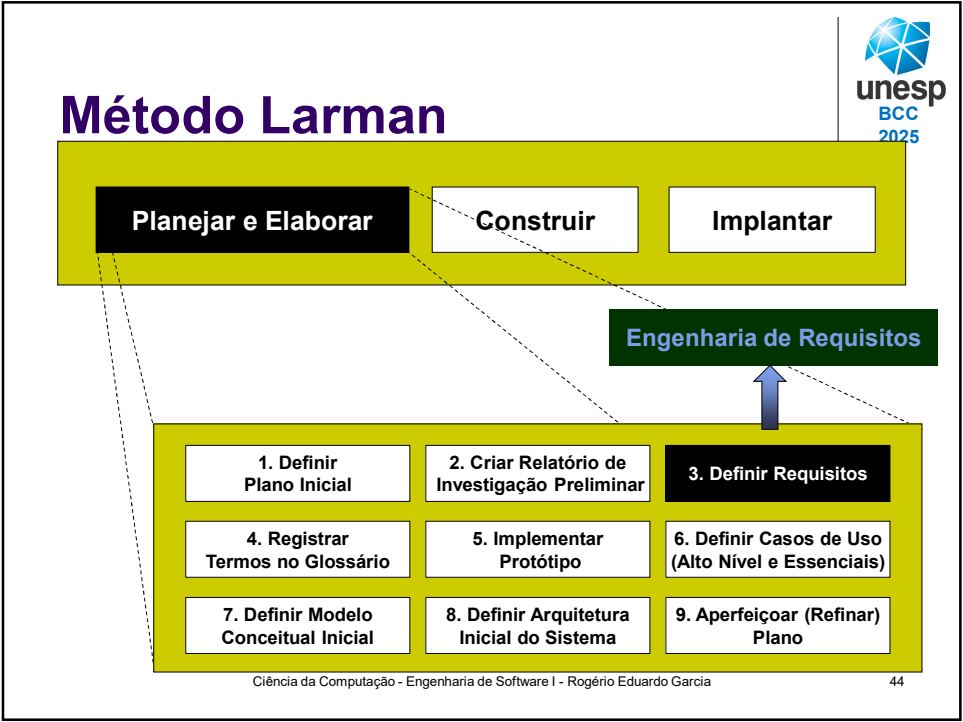 unesp
BCC
2025
Método Larman
Planejar e Elaborar
Construir
Implantar
Engenharia de Requisitos
1. Definir
Plano Inicial
2. Criar Relatório de
Investigação Preliminar
3. Definir Requisitos
4. Registrar
Termos no Glossário
5. Implementar
Protótipo
6. Definir Casos de Uso
(Alto Nível e Essenciais)
7. Definir Modelo
Conceitual Inicial
8. Definir Arquitetura
Inicial do Sistema
9. Aperfeiçoar (Refinar)
Plano
Ciência da Computação - Engenharia de Software I - Rogério Eduardo Garcia
44